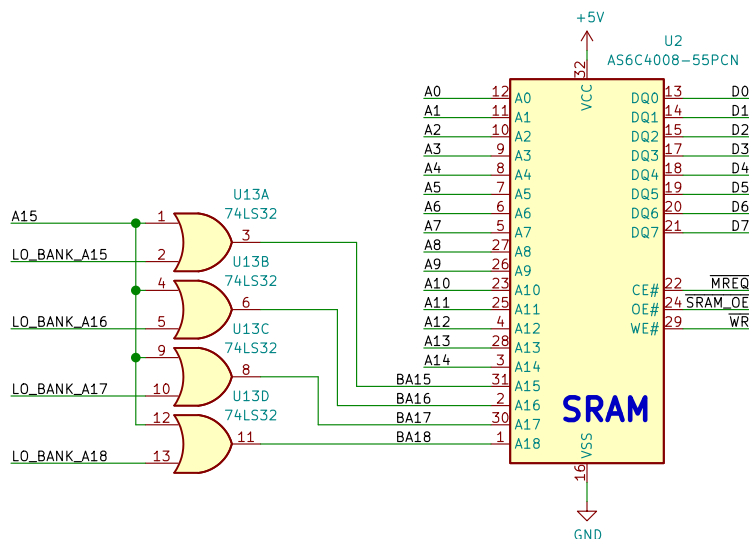 +5V
U2
AS6C4008-55PCN
32
VCC
A0 12 A0 DQ0 13 D0
A1 11 A1 DQ1 14 D1
A2 10 A2 DQ2 15 D2
A3 9 A3 DQ3 17 D3
A4 8 A4 DQ4 18 D4
A5 7 A5 DQ5 19 D5
A6 6 A6 DQ6 20 D6
A7 5 A7 DQ7 21 D7
A8 27 A8
A9 26 A9
A10 23 A10 CE# 22 MREQ
A11 25 A11 OE# 24 SRAM_OE
A12 4 A12 WE# 29 WR
A13 28 A13
A14 3 A14
BA15 31 A15
BA16 2 A16
BA17 30 A17
BA18 1 A18
SRAM
VSS
16
GND
U13A
74LS32
A15 1
3
LO_BANK_A15 2
U13B
74LS32
4
6
LO_BANK_A16 5
U13C
74LS32
9
8
LO_BANK_A17 10
U13D
74LS32
12
11
LO_BANK_A18 13